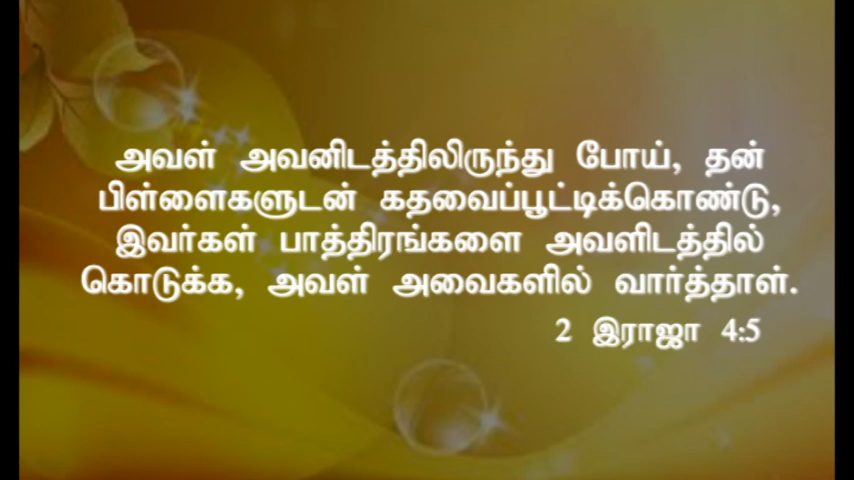 அவள் அவனிடத்திலிருந்து போய், தன்
பிள்ளைகளுடன் கதவைப்பூட்டிக்கொண்டு,
இவர்கள் பாத்திரங்களை அவளிடத்தில்
கொடுக்க, அவள் அவைகளில் வார்த்தாள்.
2 இராஜா 4:5